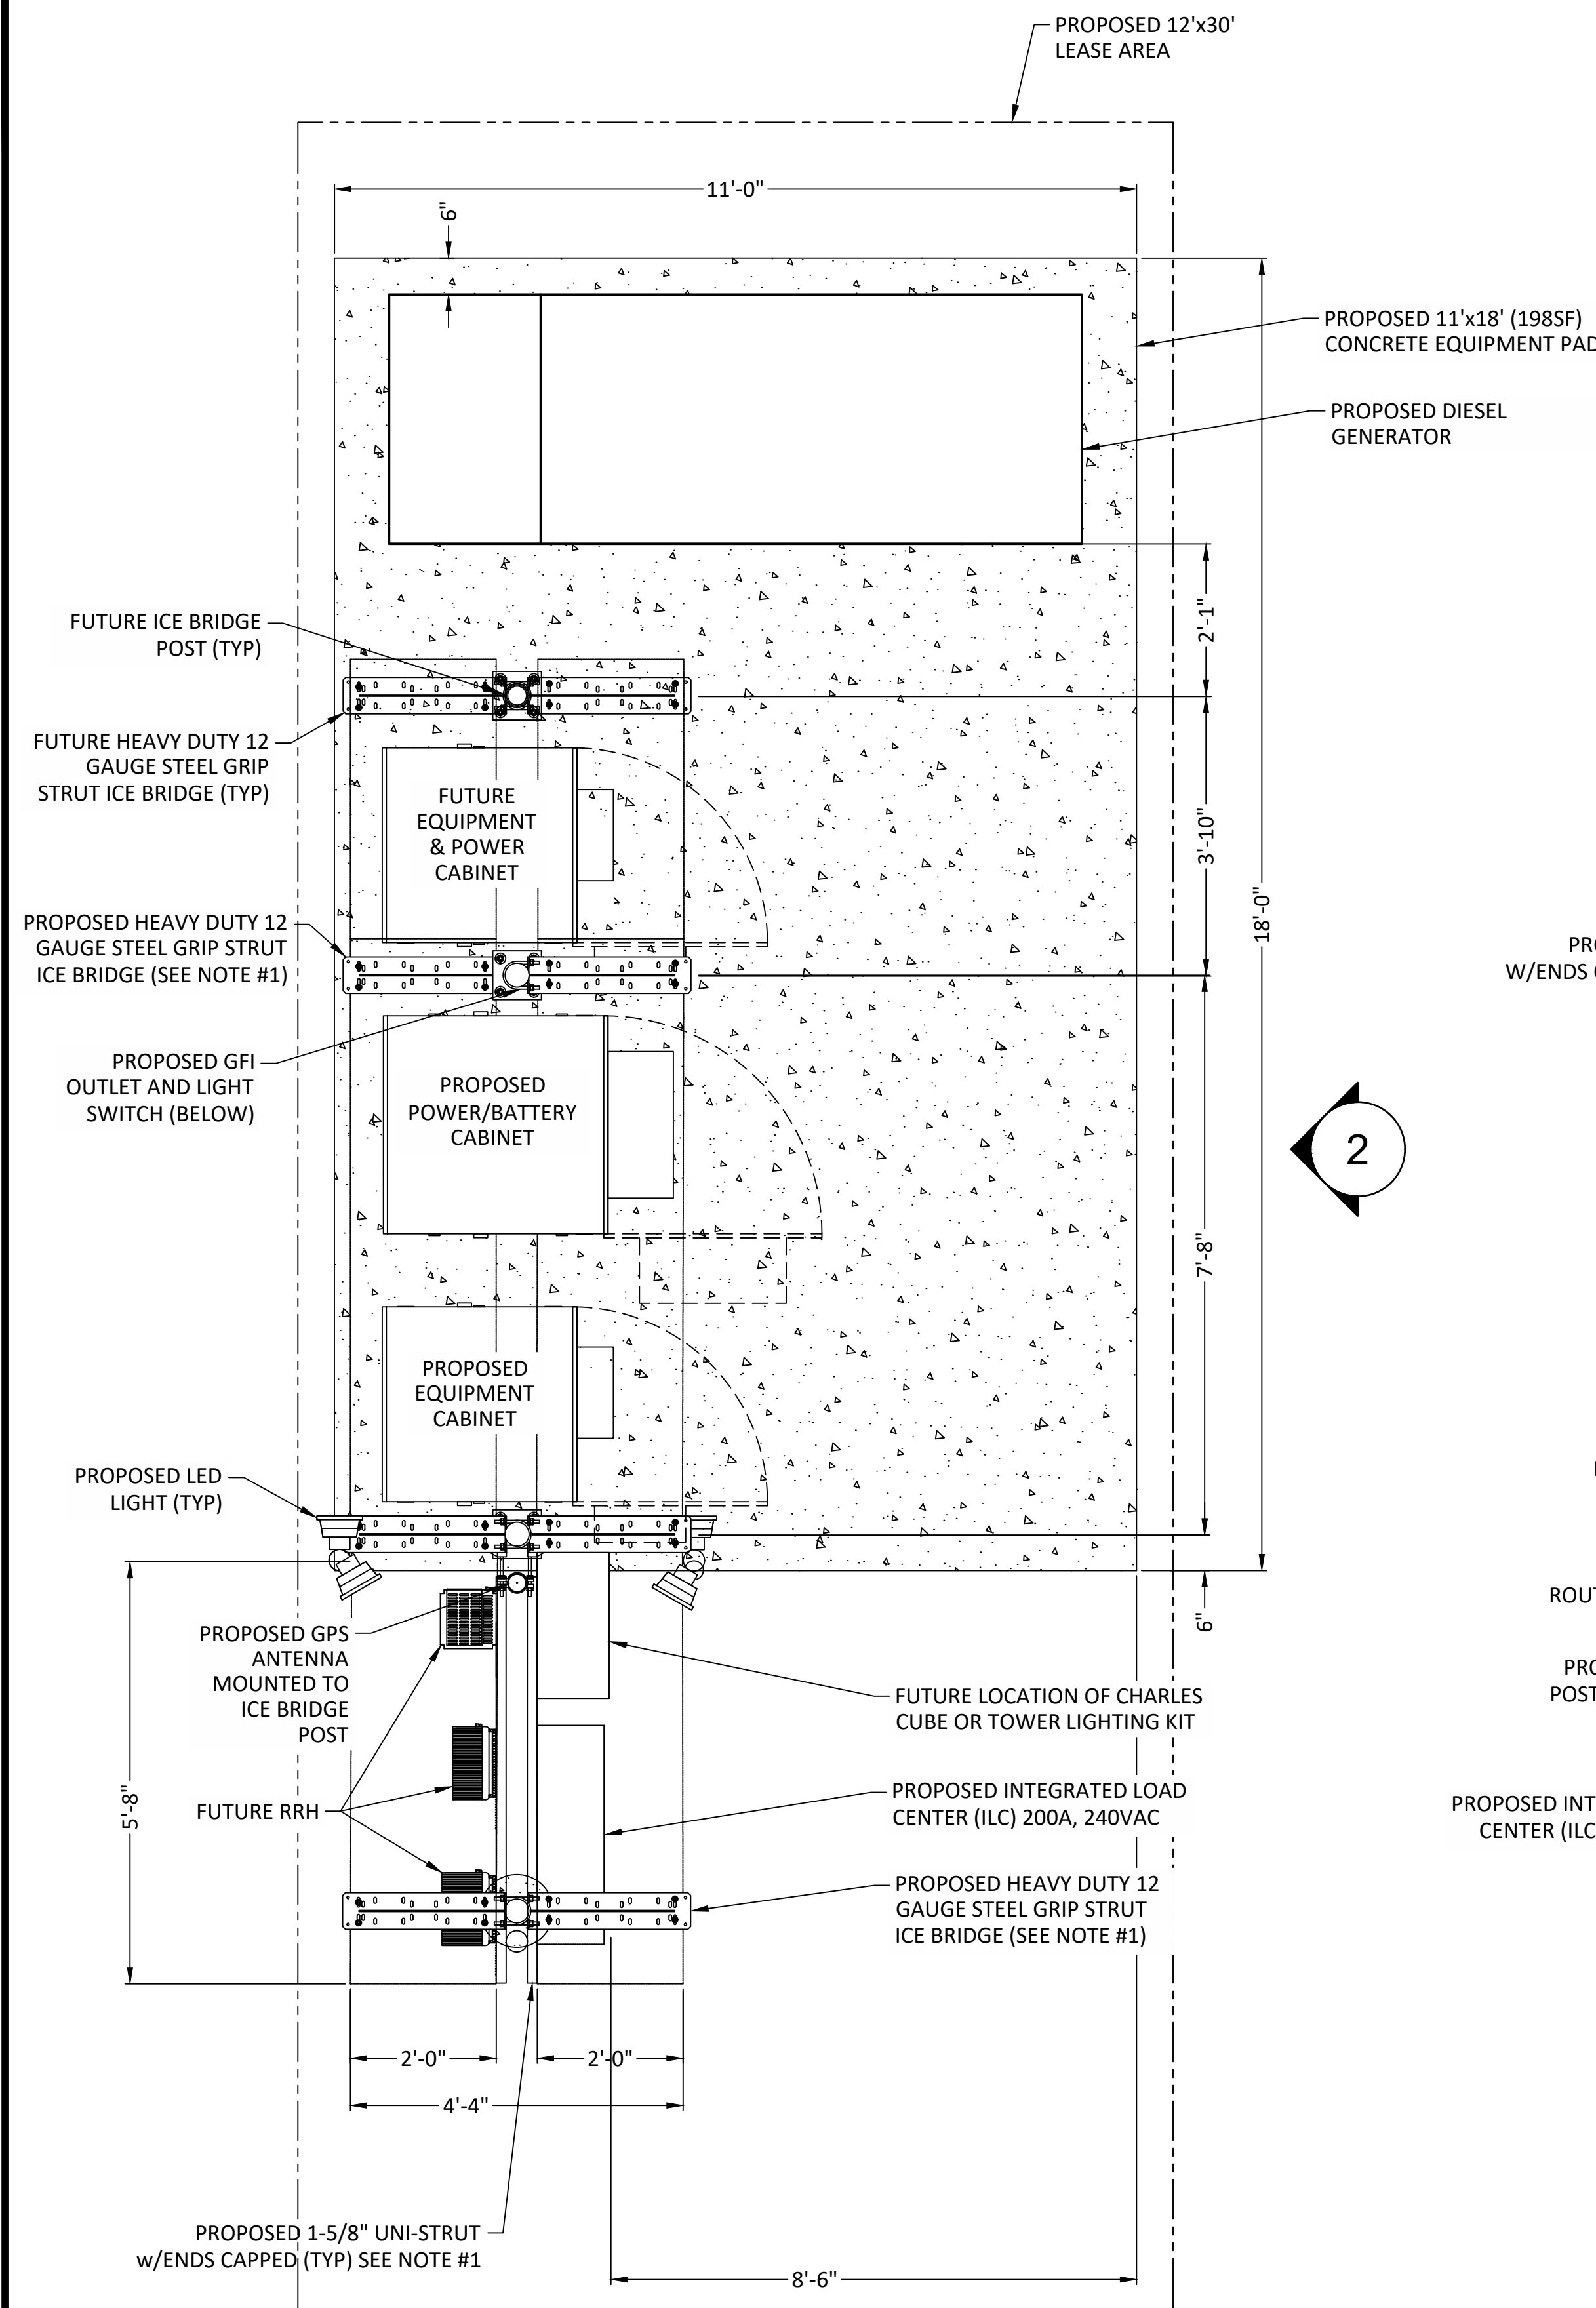 PROPOSED 12'x30'
LEASE AREA
11'-0"
6"
PROPOSED 11'x18' (198SF)
CONCRETE EQUIPMENT PAD
PROPOSED DIESEL
GENERATOR
2'-1"
FUTURE ICE BRIDGE
POST (TYP)
FUTURE HEAVY DUTY 12
GAUGE STEEL GRIP
STRUT ICE BRIDGE (TYP)
FUTURE
EQUIPMENT
& POWER
CABINET
3'-10"
18'-0"
PROPOSED HEAVY DUTY 12
GAUGE STEEL GRIP STRUT
ICE BRIDGE (SEE NOTE #1)
W/ENDS
PROPOSED GFI
OUTLET AND LIGHT
SWITCH (BELOW)
PROPOSED
POWER/BATTERY
CABINET
2
7'-8"
PROPOSED
EQUIPMENT
CABINET
PROPOSED LED
LIGHT (TYP)
6"
PROPOSED GPS
ANTENNA
MOUNTED TO
ICE BRIDGE
POST
FUTURE LOCATION OF CHARLES
CUBE OR TOWER LIGHTING KIT
POST
5'-8"
FUTURE RRH
PROPOSED INTEGRATED LOAD
CENTER (ILC) 200A, 240VAC
PROPOSED INT
CENTER (ILC
PROPOSED HEAVY DUTY 12
GAUGE STEEL GRIP STRUT
ICE BRIDGE (SEE NOTE #1)
2'-0"
2'-0"
4'-4"
PROPOSED 1-5/8" UNI-STRUT
w/ENDS CAPPED (TYP) SEE NOTE #1
8'-6"